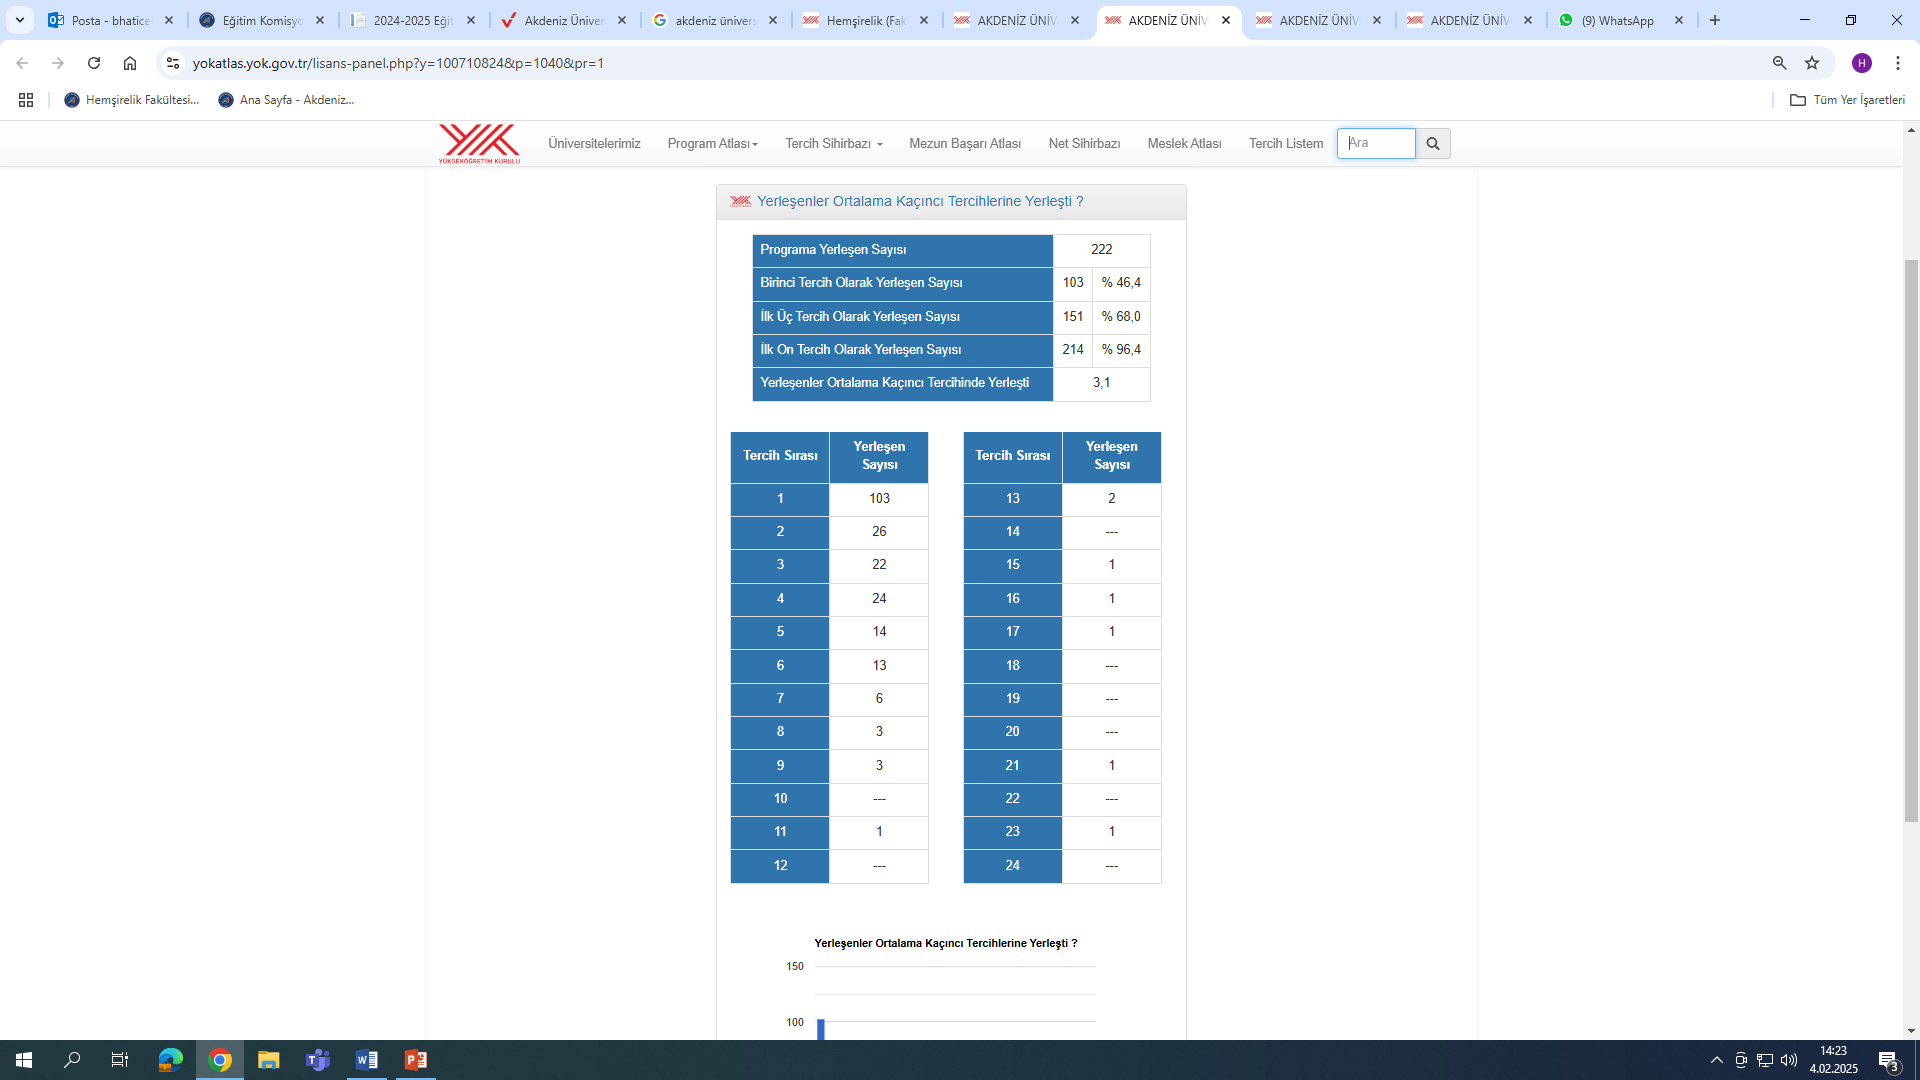 Posta - bhatice
Eğitim Komisyo
2024-2025 Eğit
Akdeniz Üniver
akdeniz ünivers
Hemşirelik (Fak
AKDENİZ ÜNİV
AKDENİZ ÜNİV
AKDENİZ ÜNİV
AKDENİZ ÜNİV
(9) WhatsApp
yokatlas.yok.gov.tr/lisans-panel.php?y=100710824&p=1040&pr=1
H
Hemşirelik Fakültesi...
Ana Sayfa - Akdeniz...
Tüm Yer İşaretleri
YÜKSEKÖĞRETİM KURULU
Üniversitelerimiz
Program Atlası
Tercih Sihirbazı
Mezun Başarı Atlası
Net Sihirbazı
Meslek Atlası
Tercih Listem
Ara
Yerleşenler Ortalama Kaçıncı Tercihlerine Yerleşti ?
Programa Yerleşen Sayısı 222
Birinci Tercih Olarak Yerleşen Sayısı 103 % 46,4
İlk Üç Tercih Olarak Yerleşen Sayısı 151 % 68,0
İlk On Tercih Olarak Yerleşen Sayısı 214 % 96,4
Yerleşenler Ortalama Kaçıncı Tercihinde Yerleşti 3,1
Tercih Sırası Yerleşen Sayısı
1 103
2 26
3 22
4 24
5 14
6 13
7 6
8 3
9 3
10 ---
11 1
12 ---
Tercih Sırası Yerleşen Sayısı
13 2
14 ---
15 1
16 1
17 1
18 ---
19 ---
20 ---
21 1
22 ---
23 1
24 ---
Yerleşenler Ortalama Kaçıncı Tercihlerine Yerleşti ?
150
100
14:23
4.02.2025
3